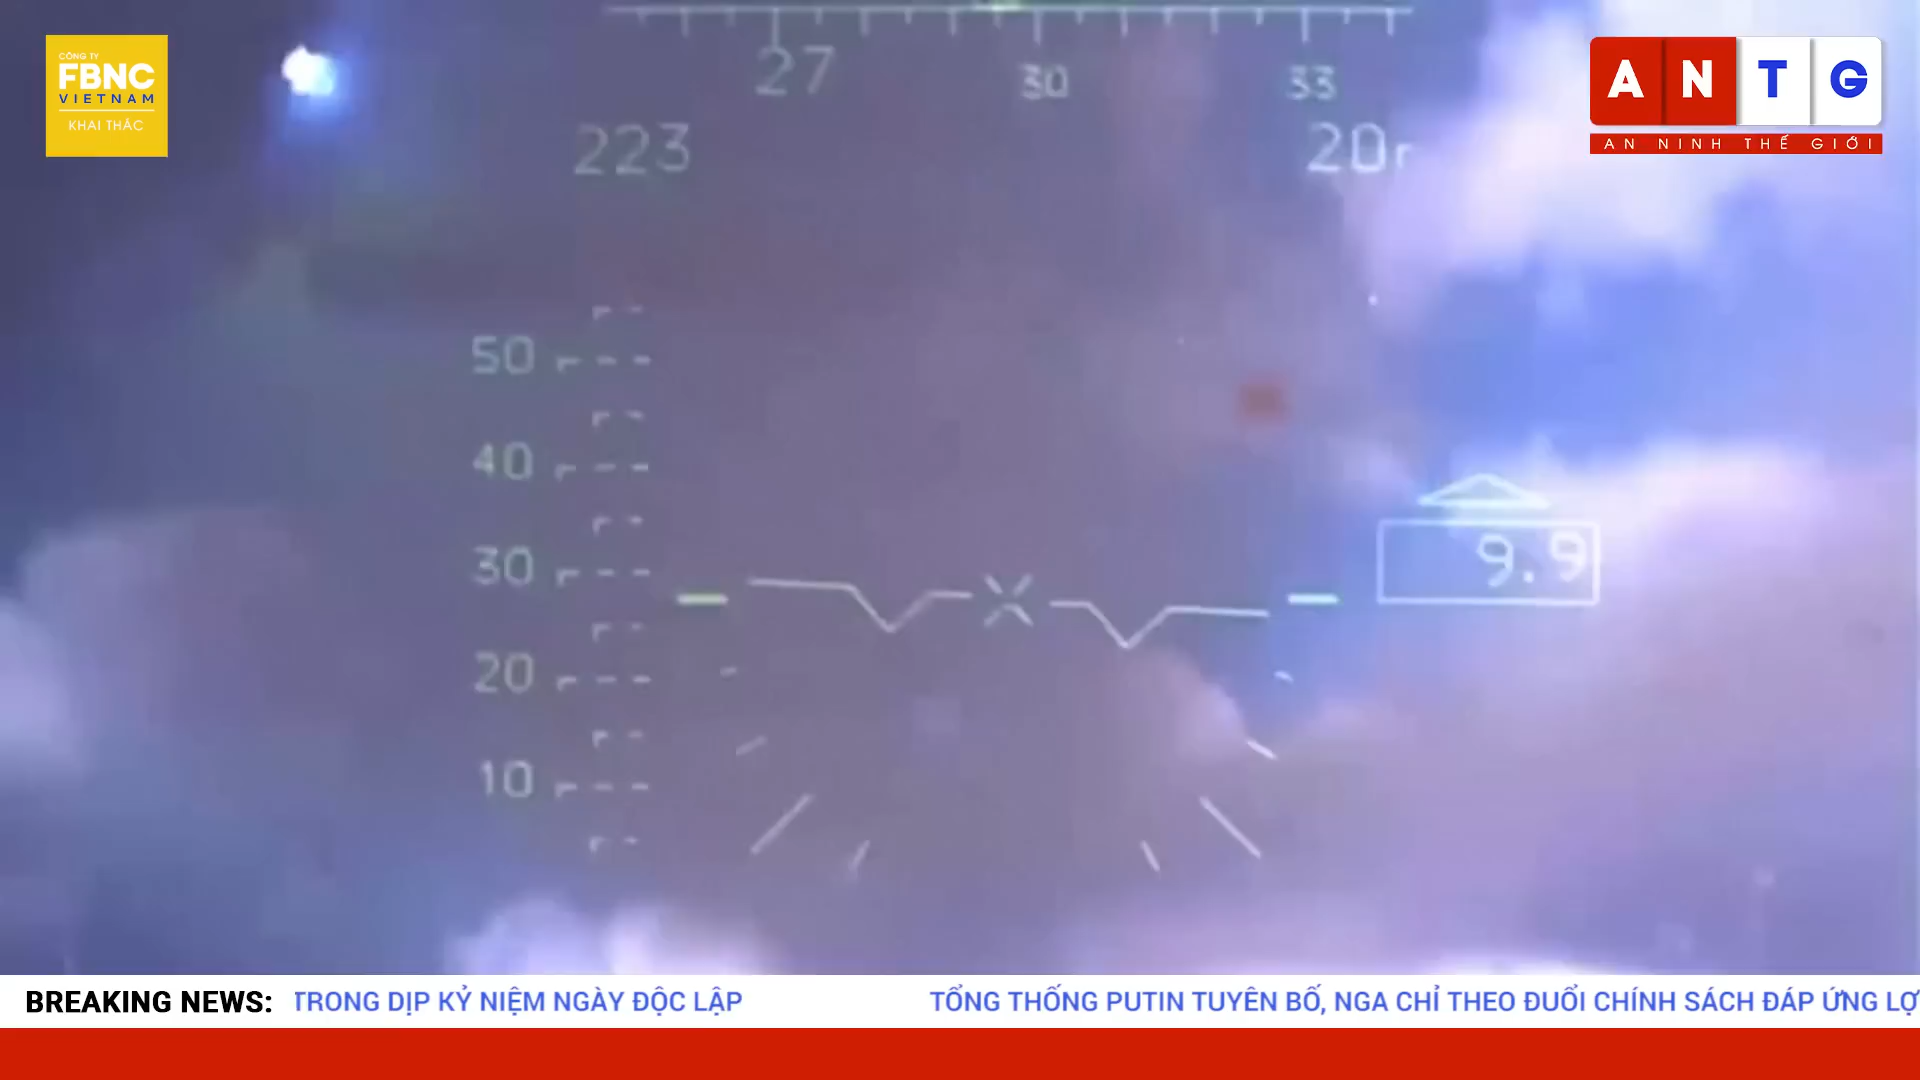 CÔNG TY
FBNC
VIETNAM
KHAI THÁC
27
30
33
A N T G
AN NINH THẾ GIỚI
223
20r
50
40
30
20
10
9.9
BREAKING NEWS: TRONG DỊP KỶ NIỆM NGÀY ĐỘC LẬP TỔNG THỐNG PUTIN TUYÊN BỐ, NGA CHỈ THEO ĐUỔI CHÍNH SÁCH ĐÁP ỨNG LỢ